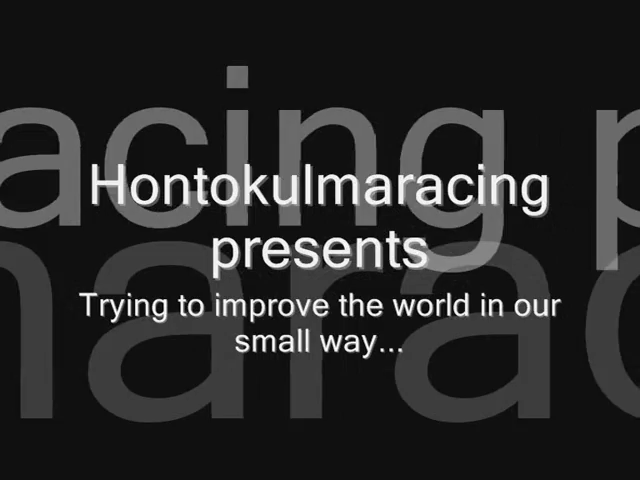 Hontokulmaracing
presents
Trying to improve the world in our
small way...